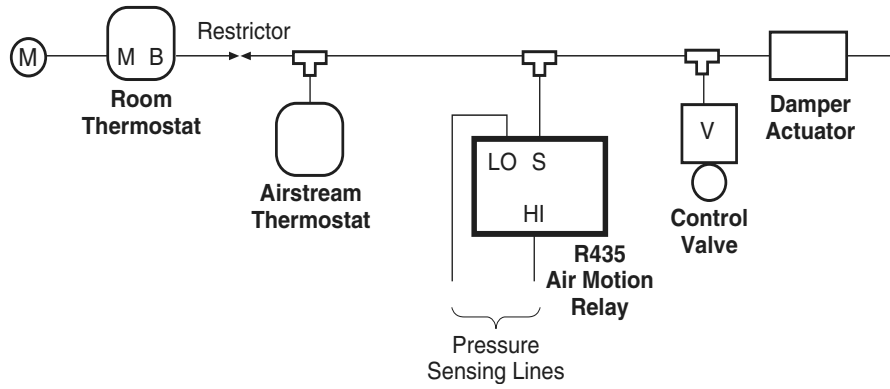 Restrictor
M
M B
Room
Thermostat
Airstream
Thermostat
LO S
HI
R435
Air Motion
Relay
Pressure
Sensing Lines
V
Control
Valve
Damper
Actuator